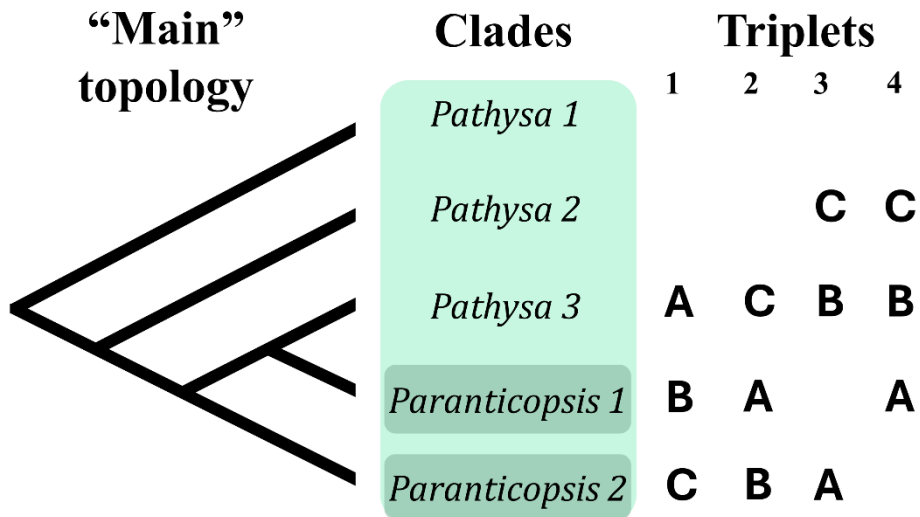 “Main” Clades Triplets
topology 1 2 3 4
Pathysa 1
Pathysa 2 C C
Pathysa 3 A C B B
Paranticopsis 1 B A A
Paranticopsis 2 C B A